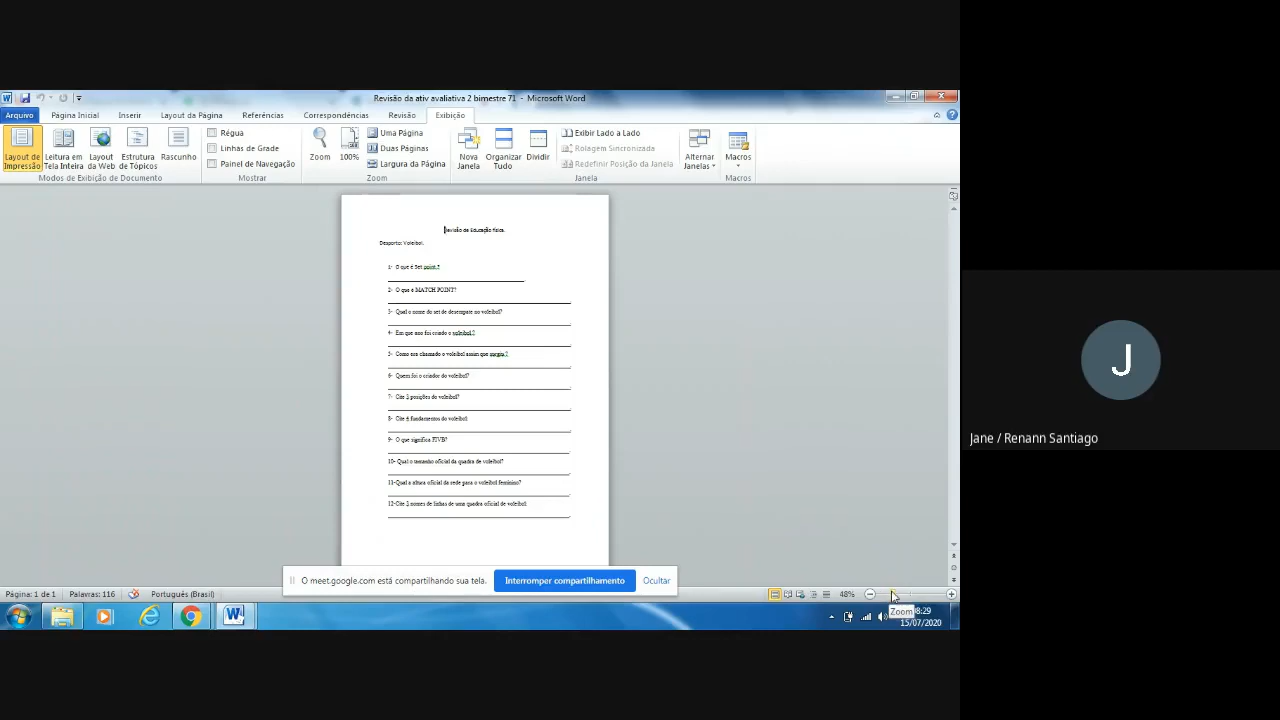 Revisão da ativ avaliativa 2 bimestre 71 - Microsoft Word
Arquivo Página Inicial Inserir Layout da Página Referências Correspondências Revisão Exibição
Layout de Impressão
Leitura em Tela Inteira
Layout da Web
Estrutura de Tópicos
Rascunho
Modos de Exibição de Documento
Régua
Linhas de Grade
Painel de Navegação
Mostrar
Zoom
100%
Uma Página
Duas Páginas
Largura da Página
Zoom
Nova Janela
Organizar Tudo
Dividir
Exibir Lado a Lado
Rolagem Sincronizada
Redefinir Posição da Janela
Alternar Janelas
Janela
Macros
Macros
Revisão de Educação física.
Desporto: Voleibol.
1- O que é Set point ?
2- O que é MATCH POINT?
3- Qual o nome do set de desempate no voleibol?
4- Em que ano foi criado o voleibol ?
5- Como era chamado o voleibol assim que surgiu ?
6- Quem foi o criador do voleibol?
7- Cite 3 posições do voleibol?
8- Cite 4 fundamentos do voleibol:
9- O que significa FIVB?
10- Qual o tamanho oficial da quadra de voleibol?
11-Qual a altura oficial da rede para o voleibol feminino?
12-Cite 3 nomes de linhas de uma quadra oficial de voleibol:
O meet.google.com está compartilhando sua tela.
Interromper compartilhamento
Ocultar
Página: 1 de 1
Palavras: 116
Português (Brasil)
48%
Zoom
8:29
15/07/2020
J
Jane / Renann Santiago